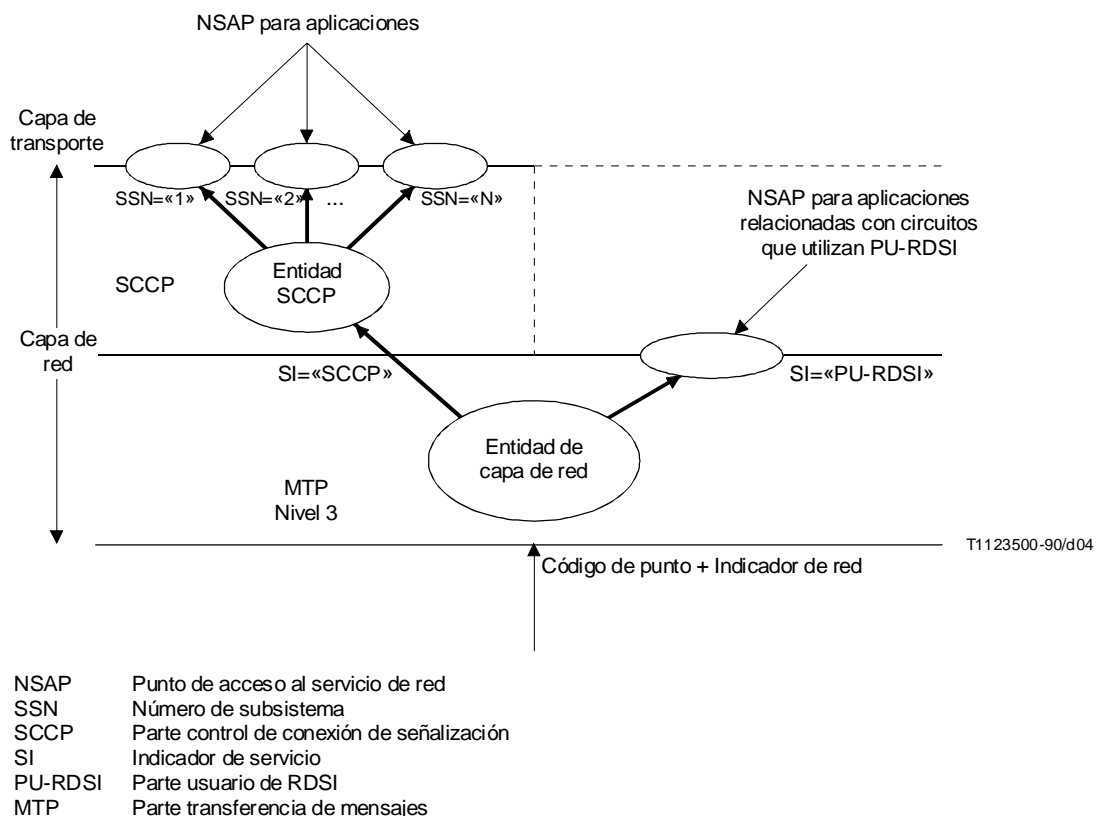 NSAP para aplicaciones
Capa de
transporte
SSN=«1»
SSN=«2»
...
SSN=«N»
NSAP para aplicaciones
relacionadas con circuitos
que utilizan PU-RDSI
Entidad
SCCP
SCCP
Capa de
red
SI=«SCCP»
SI=«PU-RDSI»
Entidad de
capa de red
MTP
Nivel 3
T1123500-90/d04
Código de punto + Indicador de red
NSAP Punto de acceso al servicio de red
SSN Número de subsistema
SCCP Parte control de conexión de señalización
SI Indicador de servicio
PU-RDSI Parte usuario de RDSI
MTP Parte transferencia de mensajes